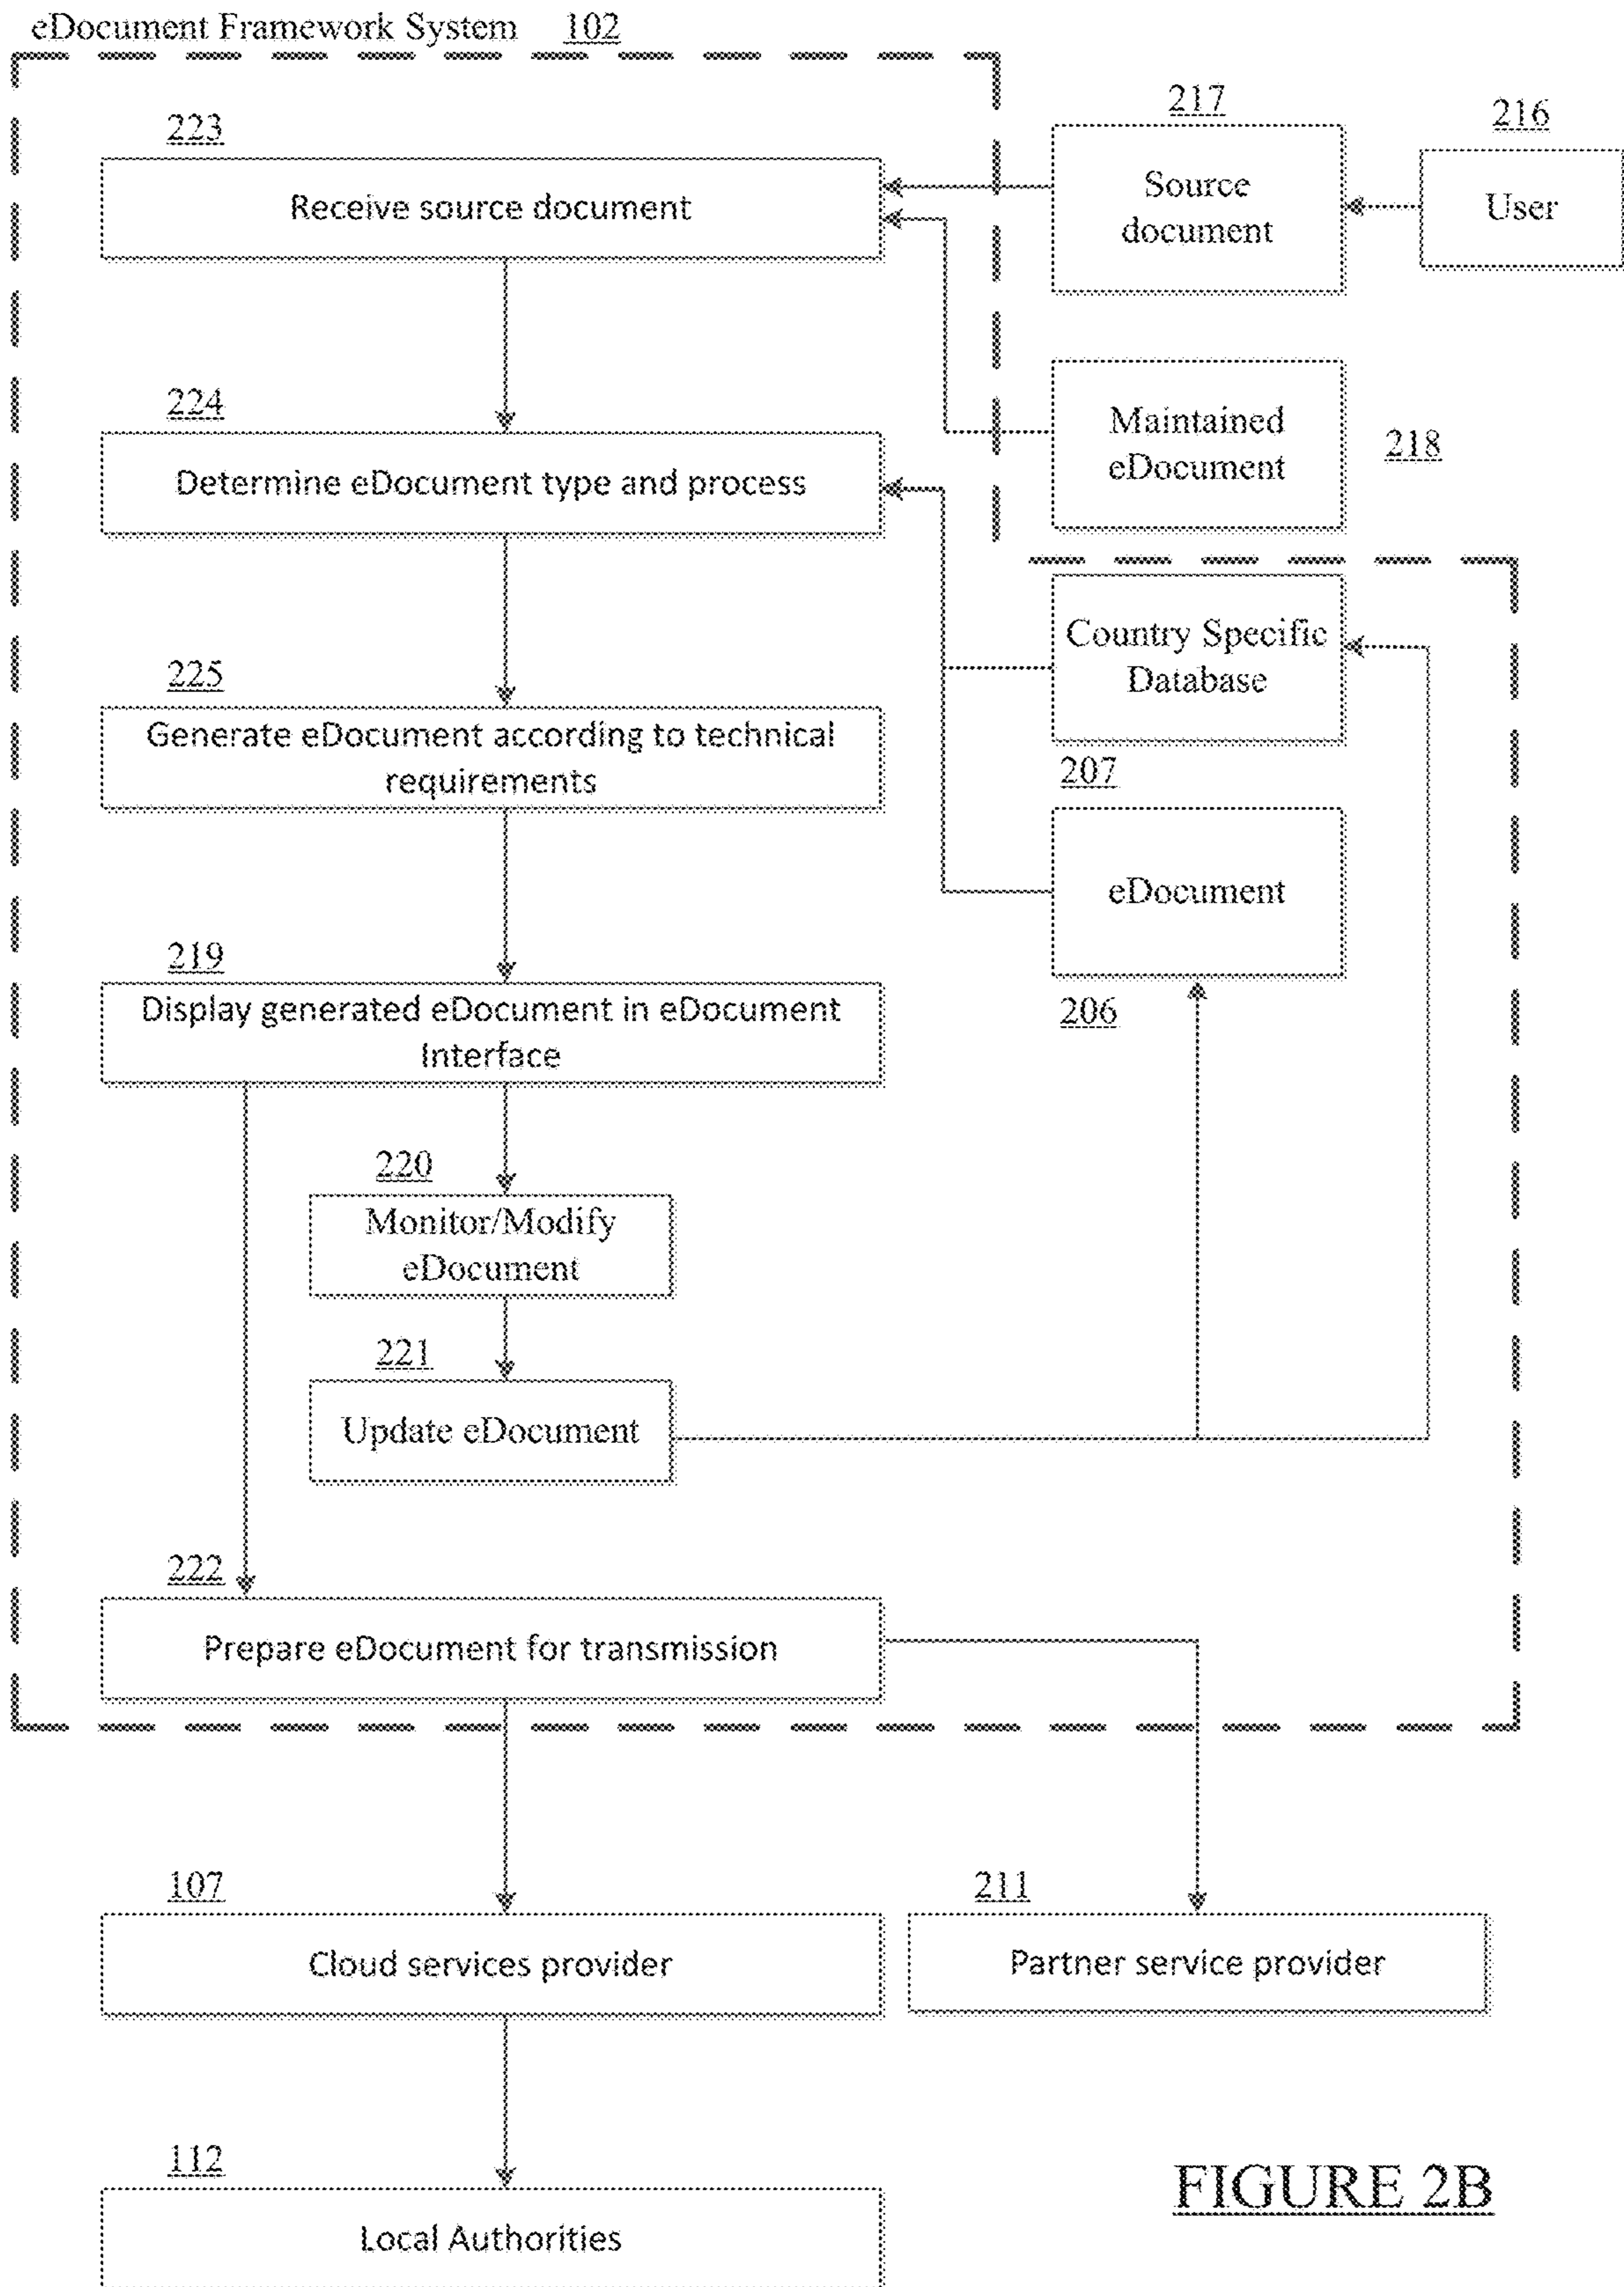 eDocument Framework System 102
217
216
223
Source
document
User
Receive source document
224
Maintained
eDocument
218
Determine eDocument type and process
Country Specific
Database
225
Generate eDocument according to technical
requirements
207
eDocument
219
206
Display generated eDocument in eDocument
Interface
220
Monitor/Modify
eDocument
221
Update eDocument
222
Prepare eDocument for transmission
107
211
Cloud services provider
Partner service provider
112
Local Authorities
FIGURE 2B